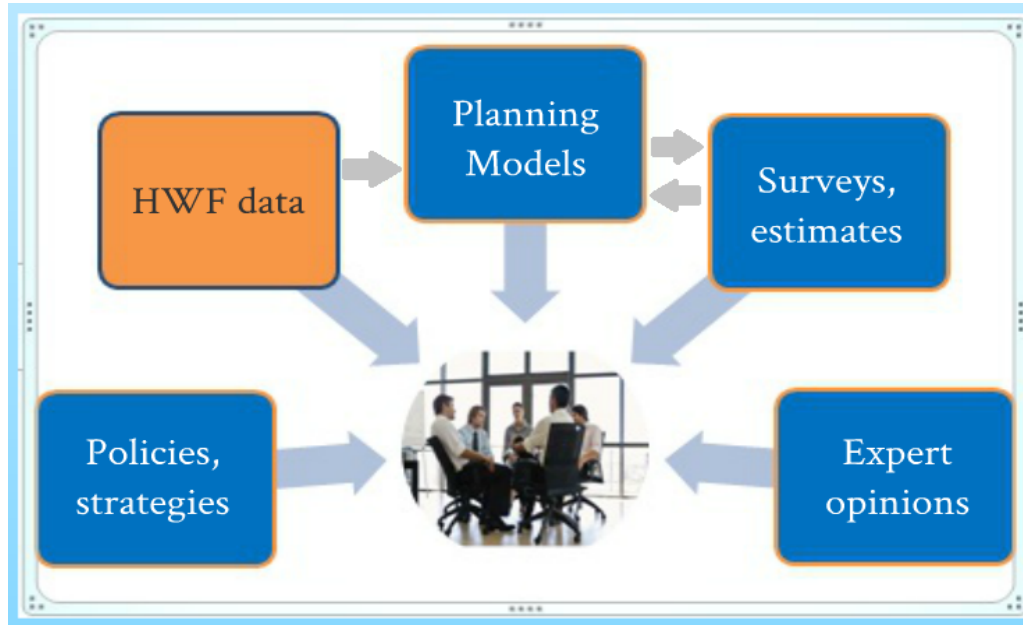 Planning
Models
HWF data
Surveys,
estimates
Policies,
strategies
Expert
opinions